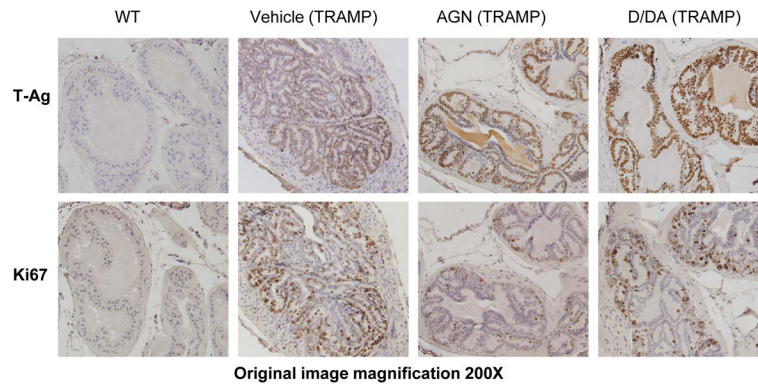 WT Vehicle (TRAMP) AGN (TRAMP) D/DA (TRAMP)
T-Ag
Ki67
Original image magnification 200X